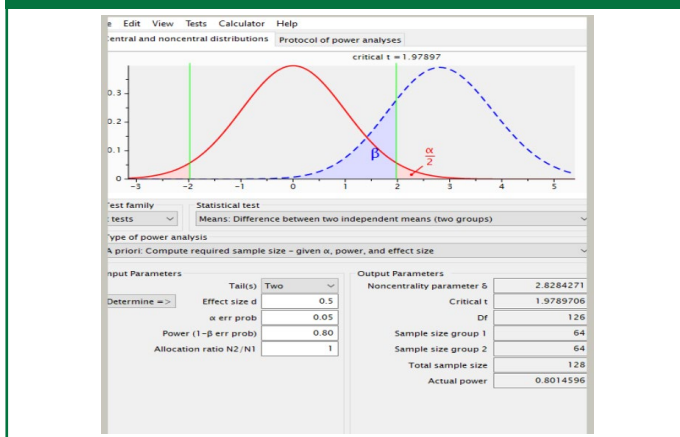 e Edit View Tests Calculator Help
entral and noncentral distributions Protocol of power analyses
critical t = 1.97897
0.3
0.2
0.1
0
β
α
2
-3 -2 -1 0 1 2 3 4 5
Test family Statistical test
t tests Means: Difference between two independent means (two groups)
Type of power analysis
A priori: Compute required sample size – given α, power, and effect size
nput Parameters Output Parameters
Tail(s) Two Noncentrality parameter δ 2.8284271
Determine => Effect size d 0.5 Critical t 1.9789706
α err prob 0.05 Df 126
Power (1-β err prob) 0.80 Sample size group 1 64
Allocation ratio N2/N1 1 Sample size group 2 64
Total sample size 128
Actual power 0.8014596